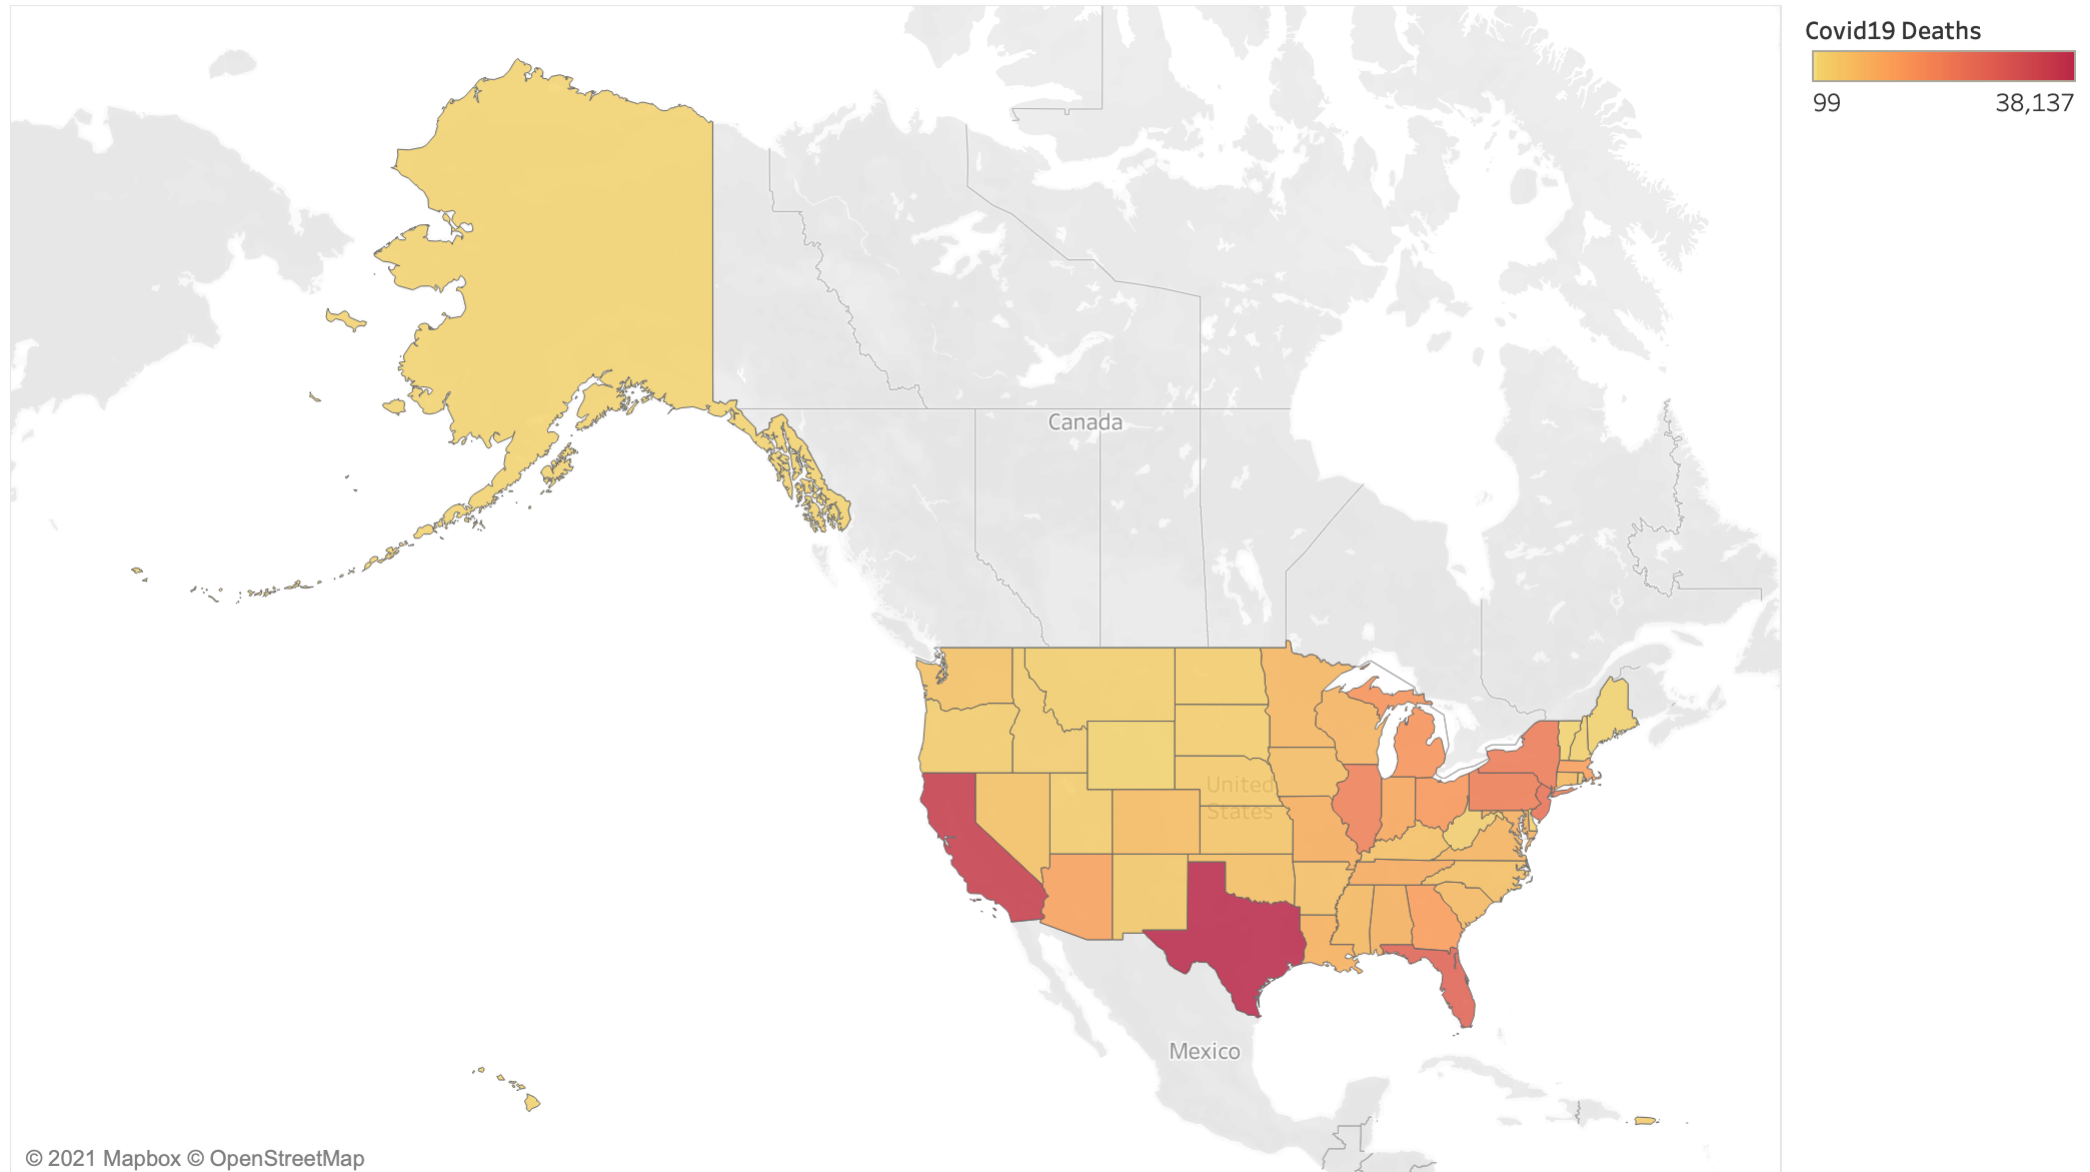 Covid19 Deaths
99 38,137
Canada
United
States
Mexico
© 2021 Mapbox © OpenStreetMap